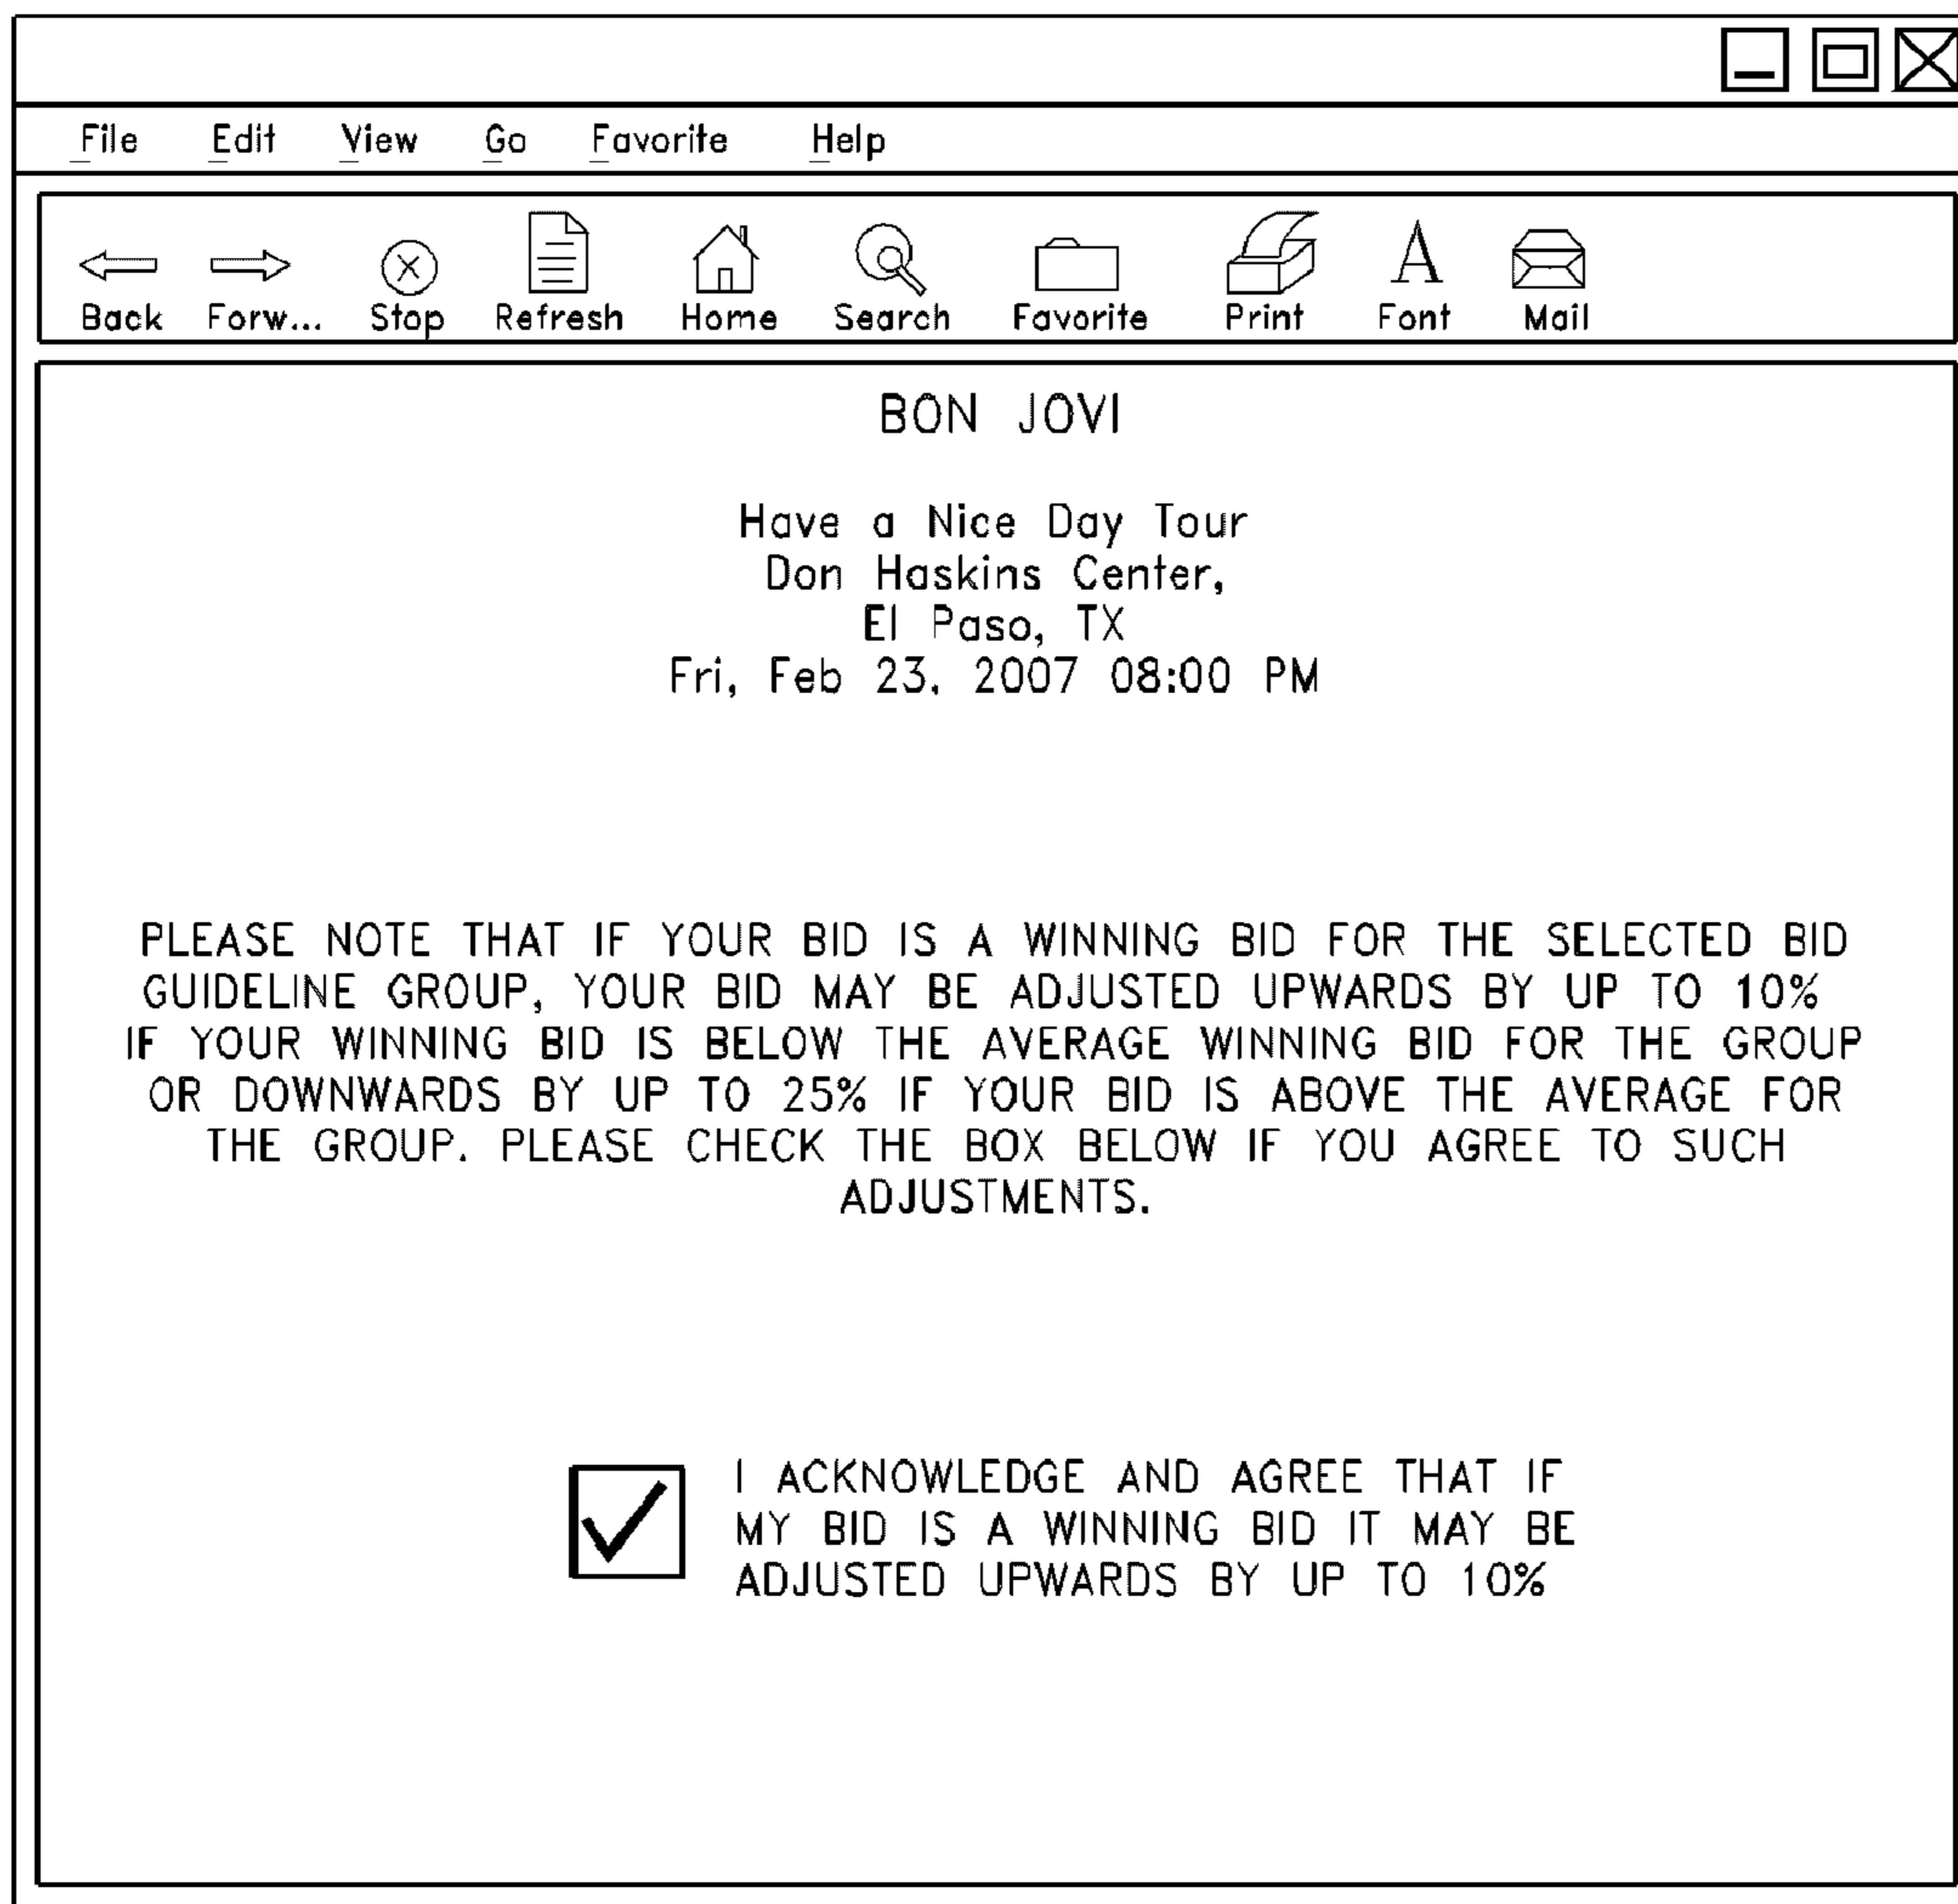 File Edit View Go Favorite Help
Back Forw... Stop Refresh Home Search Favorite Print Font Mail
BON JOVI
Have a Nice Day Tour
Don Haskins Center,
El Paso, TX
Fri, Feb 23, 2007 08:00 PM
PLEASE NOTE THAT IF YOUR BID IS A WINNING BID FOR THE SELECTED BID
GUIDELINE GROUP, YOUR BID MAY BE ADJUSTED UPWARDS BY UP TO 10%
IF YOUR WINNING BID IS BELOW THE AVERAGE WINNING BID FOR THE GROUP
OR DOWNWARDS BY UP TO 25% IF YOUR BID IS ABOVE THE AVERAGE FOR
THE GROUP. PLEASE CHECK THE BOX BELOW IF YOU AGREE TO SUCH
ADJUSTMENTS.
I ACKNOWLEDGE AND AGREE THAT IF
MY BID IS A WINNING BID IT MAY BE
ADJUSTED UPWARDS BY UP TO 10%